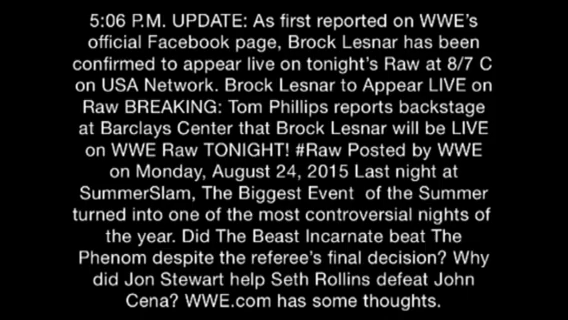 5:06 P.M. UPDATE: As first reported on WWE's
official Facebook page, Brock Lesnar has been
confirmed to appear live on tonight's Raw at 8/7 C
on USA Network. Brock Lesnar to Appear LIVE on
Raw BREAKING: Tom Phillips reports backstage
at Barclays Center that Brock Lesnar will be LIVE
on WWE Raw TONIGHT! #Raw Posted by WWE
on Monday, August 24, 2015 Last night at
SummerSlam, The Biggest Event of the Summer
turned into one of the most controversial nights of
the year. Did The Beast Incarnate beat The
Phenom despite the referee's final decision? Why
did Jon Stewart help Seth Rollins defeat John
Cena? WWE.com has some thoughts.